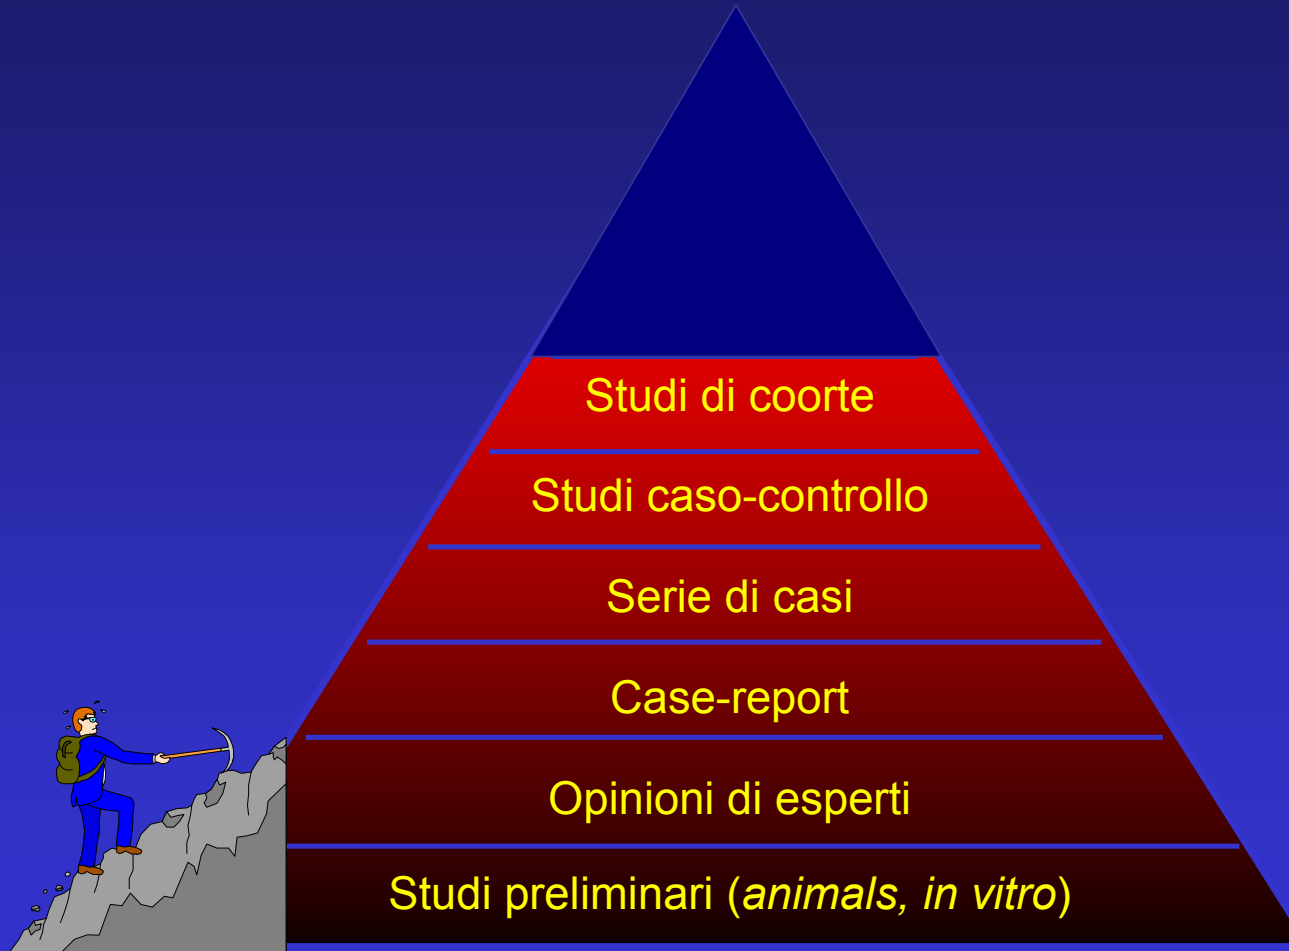 Studi di coorte
Studi caso-controllo
Serie di casi
Case-report
Opinioni di esperti
Studi preliminari (animals, in vitro)